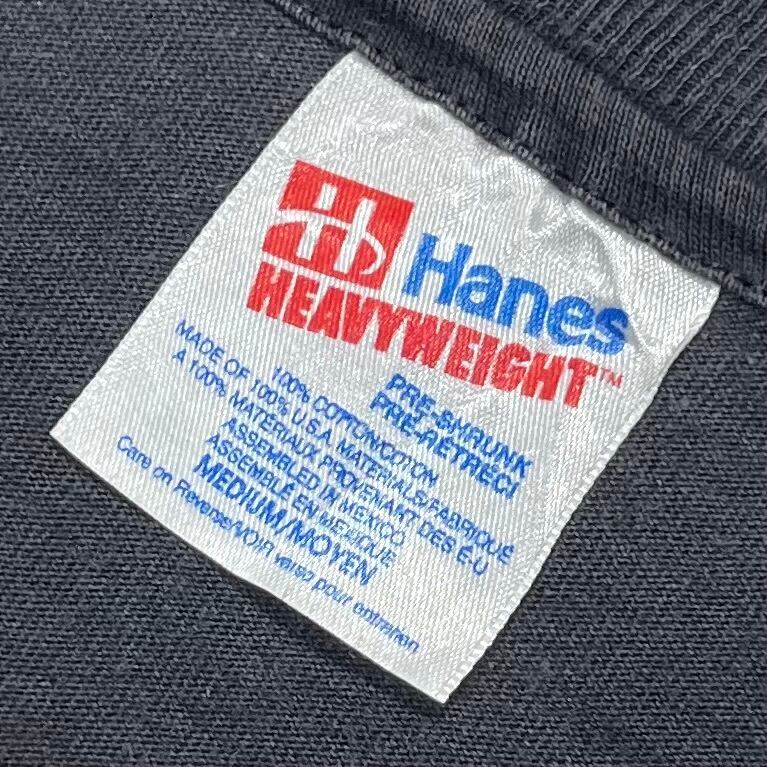 H Hanes
HEAVYWEIGHT™
PRE-SHRUNK
PRÉ-RÉTRÉCI
100% COTTON/COTON
MADE OF 100% U.S.A. MATERIALS/FABRIQUÉ
À 100% MATERIAUX PROVENANT DES É-U
ASSEMBLED IN MEXICO
ASSEMBLÉ EN MEXIQUE
MEDIUM/MOYEN
Care on Reverse/VOIR verso pour entretien